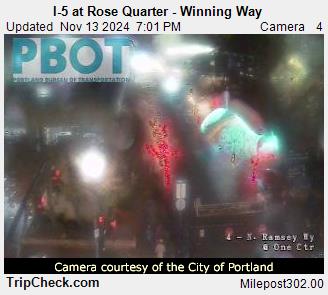 I-5 at Rose Quarter - Winning Way
Updated Nov 13 2024 7:01 PM Camera 4
PBOT
PORTLAND BUREAU OF TRANSPORTATION
4 - N. Ramsey Wy
@ One Ctr
Camera courtesy of the City of Portland
TripCheck.com Milepost302.00